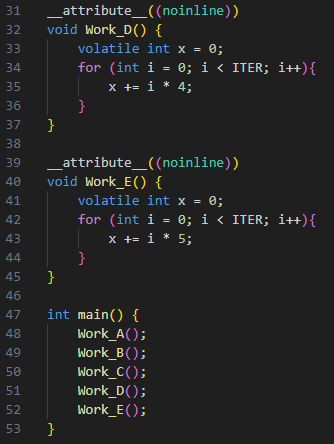 31 __attribute__((noinline))
32 void Work_D() {
33     volatile int x = 0;
34     for (int i = 0; i < ITER; i++){
35         x += i * 4;
36     }
37 }
38
39 __attribute__((noinline))
40 void Work_E() {
41     volatile int x = 0;
42     for (int i = 0; i < ITER; i++){
43         x += i * 5;
44     }
45 }
46
47 int main() {
48     Work_A();
49     Work_B();
50     Work_C();
51     Work_D();
52     Work_E();
53 }